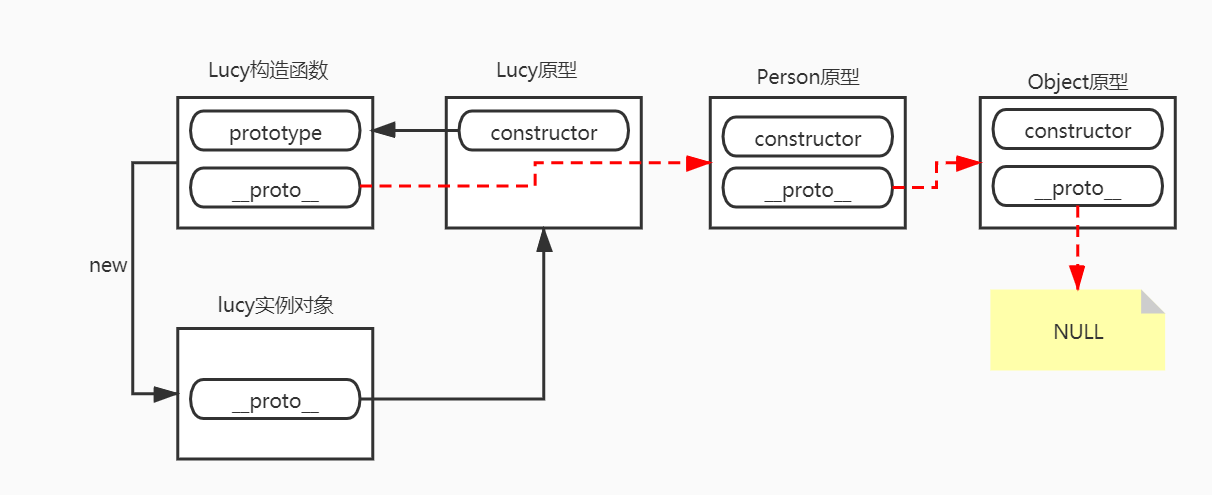 Lucy构造函数
Lucy原型
Person原型
Object原型
prototype
constructor
constructor
constructor
__proto__
__proto__
__proto__
new
lucy实例对象
NULL
__proto__